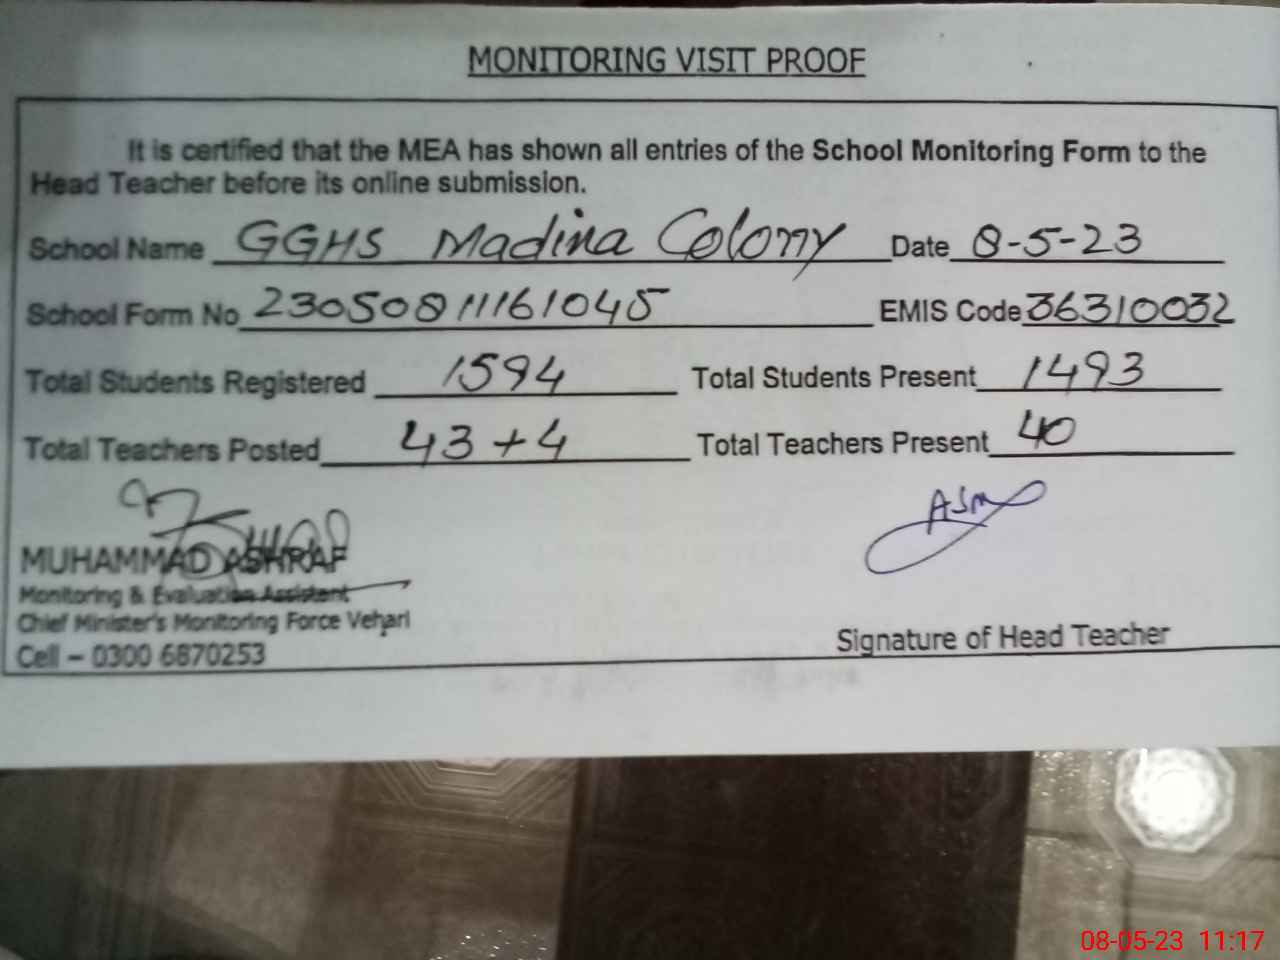 MONITORING VISIT PROOF
It is certified that the MEA has shown all entries of the School Monitoring Form to the
Head Teacher before its online submission.
School Name GGHS Madina Colony Date 8-5-23
School Form No 23050811161045 EMIS Code 36310032
Total Students Registered 1594 Total Students Present 1493
Total Teachers Posted 43+4 Total Teachers Present 40
MUHAMMAD ASHRAF
Monitoring & Evaluation Assistant
Chief Minister's Monitoring Force Vehari
Cell – 0300 6870253
Signature of Head Teacher
08-05-23 11:17